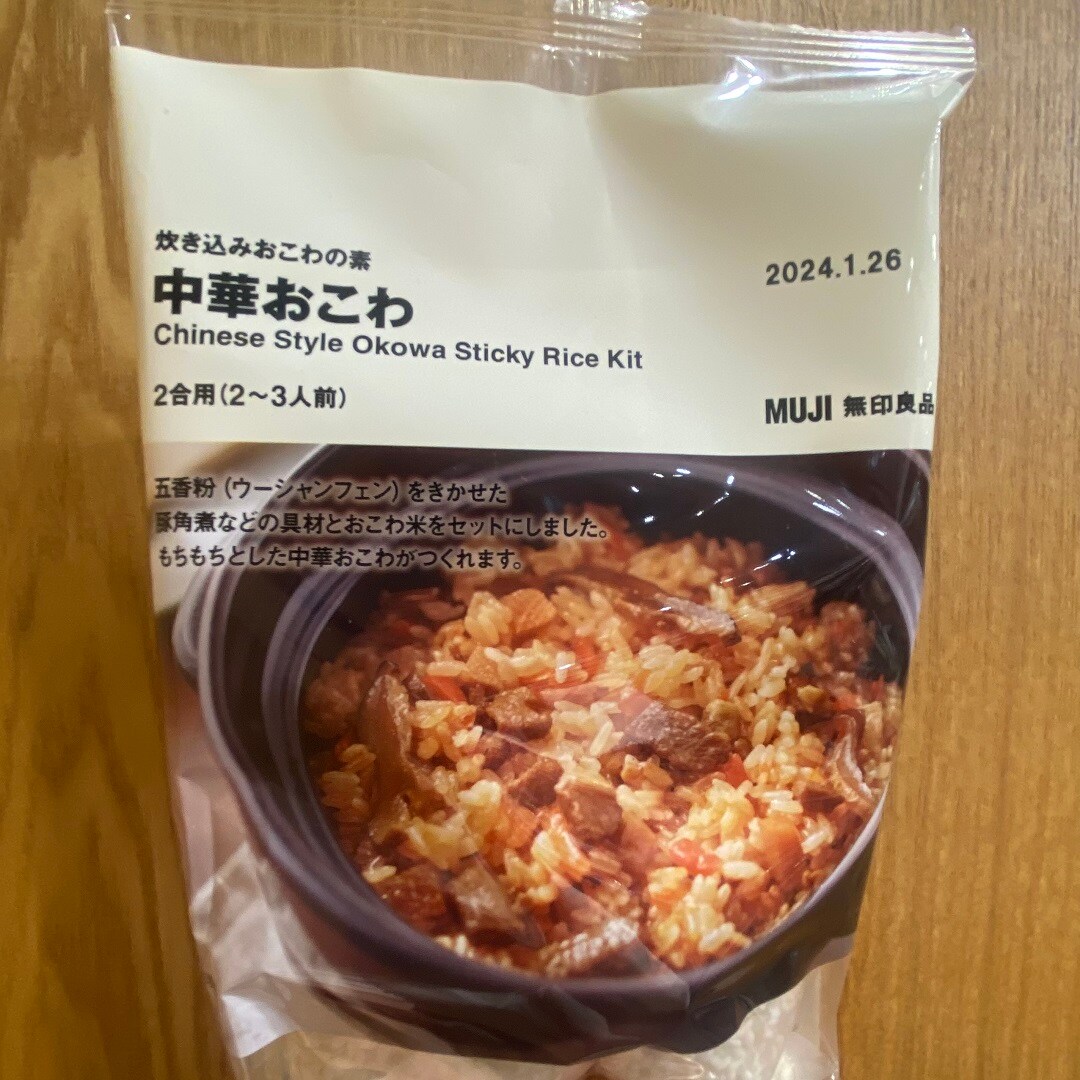 炊き込みおこわの素
中華おこわ
Chinese Style Okowa Sticky Rice Kit
2合用(2〜3人前)
2024.1.26
MUJI 無印良品
五香粉(ウーシャンフェン)をきかせた
豚角煮などの具材とおこわ米をセットにしました。
もちもちとした中華おこわがつくれます。